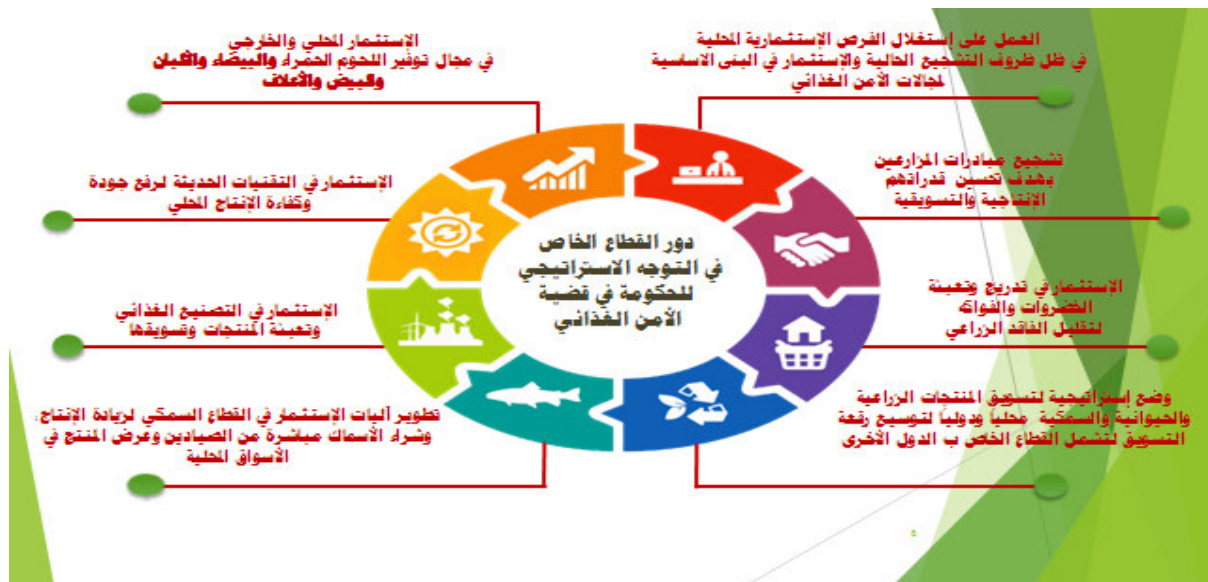 العمل على إستغلال الفرص الإستثمارية المحلية
في ظل ظروف التشجيع الحالية والإستثمار في البنى الاساسية
لمجالات الأمن الغذائي
تشجيع مبادرات المزارعين
بهدف تحسين قدراتهم
الإنتاجية والتسويقية
الإستثمار في تدريج وتعبئة
الخضروات والفواكه
لتقليل الفاقد الزراعي
وضع إستراتيجية لتسويق المنتجات الزراعية
والحيوانية والسمكية محلياً ودولياً لتوسيع رقعة
التسويق لتشمل القطاع الخاص ب الدول الأخرى
الإستثمار المحلي والخارجي
في مجال توفير اللحوم الحمراء والبيضاء والألبان
والبيض والأعلاف
الإستثمار في التقنيات الحديثة لرفع جودة
وكفاءة الإنتاج المحلي
الإستثمار في التصنيع الغذائي
وتعبئة المنتجات وتسويقها
تطوير آليات الإستثمار في القطاع السمكي لزيادة الإنتاج،
وشراء الأسماك مباشرة من الصيادين وعرض المنتج في
الأسواق المحلية
دور القطاع الخاص
في التوجه الاستراتيجي
للحكومة في قضية
الأمن الغذائي